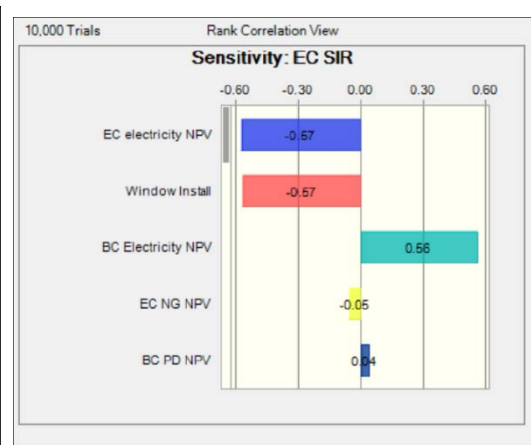 10,000 Trials Rank Correlation View
Sensitivity: EC SIR
-0.60 -0.30 0.00 0.30 0.60
EC electricity NPV -0.57
Window Install -0.57
BC Electricity NPV 0.56
EC NG NPV -0.05
BC PD NPV 0.04